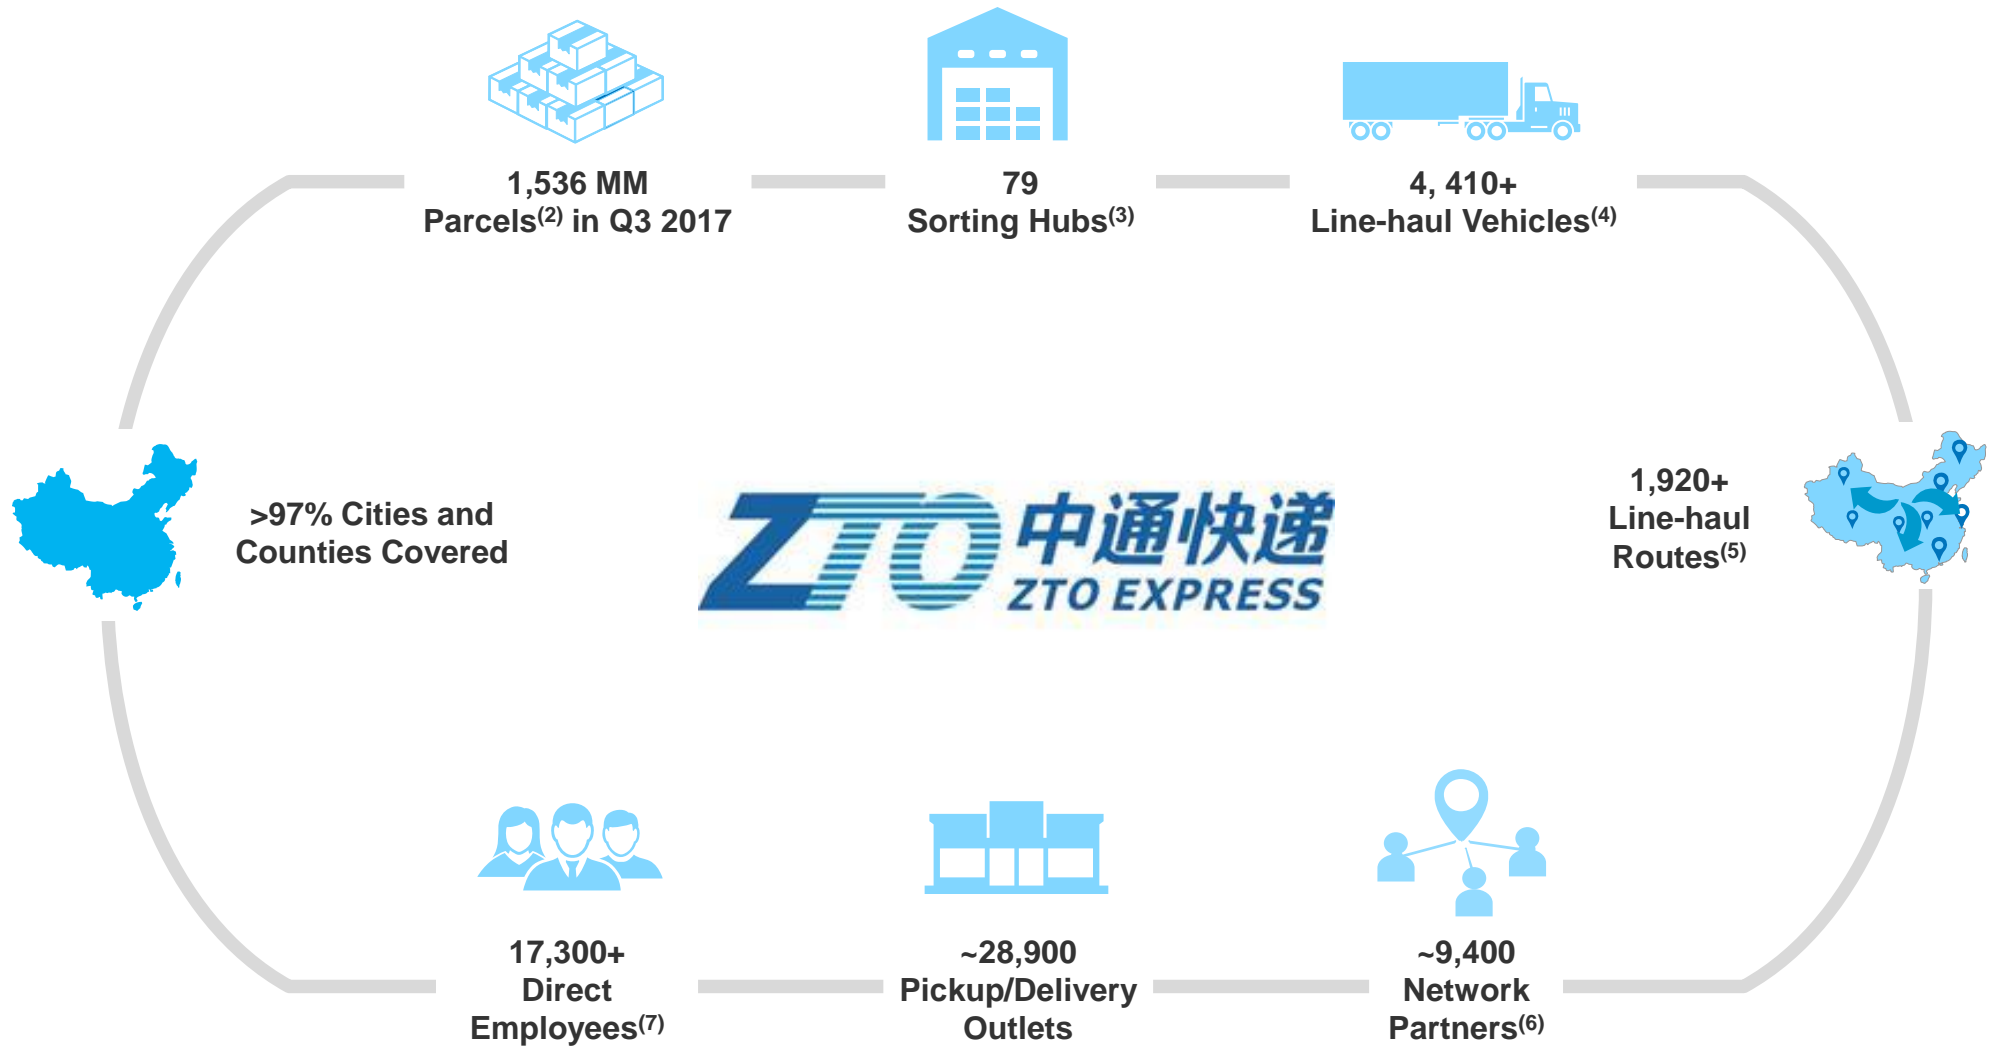 1,536 MM
Parcels(2) in Q3 2017
79
Sorting Hubs(3)
4, 410+
Line-haul Vehicles(4)
>97% Cities and
Counties Covered
中通快递
ZTO
ZTO EXPRESS
1,920+
Line-haul
Routes(5)
17,300+
Direct
Employees(7)
~28,900
Pickup/Delivery
Outlets
~9,400
Network
Partners(6)